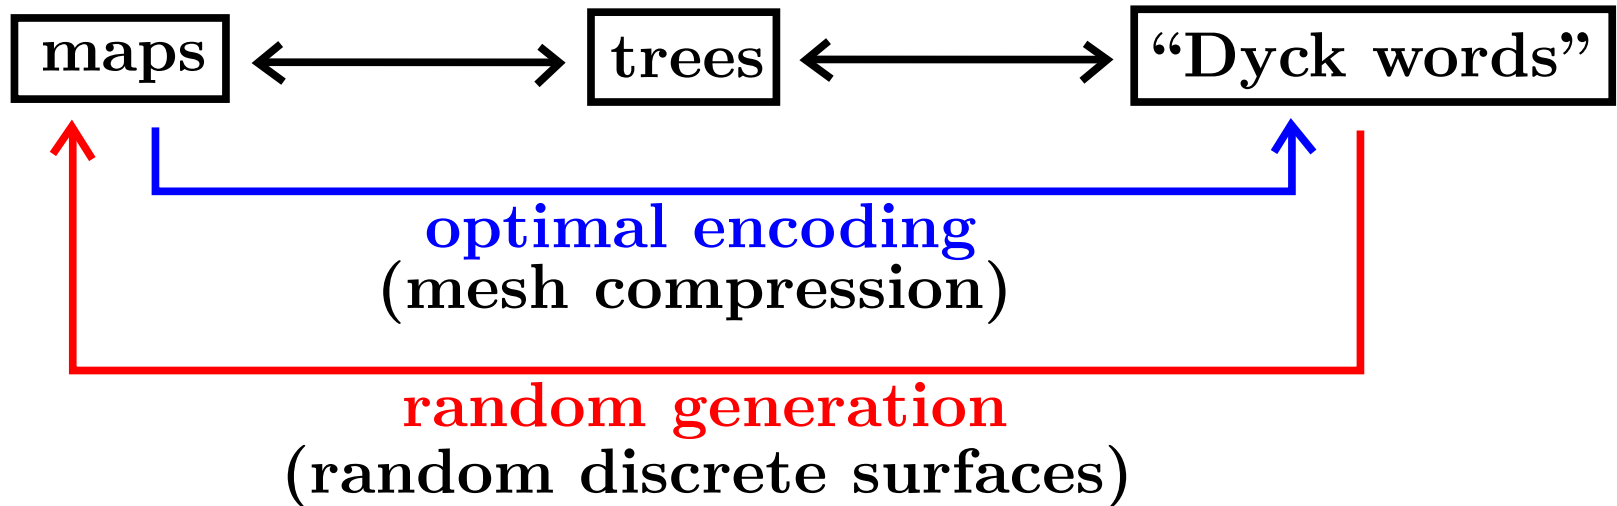 maps
trees
“Dyck words”
optimal encoding
(mesh compression)
random generation
(random discrete surfaces)